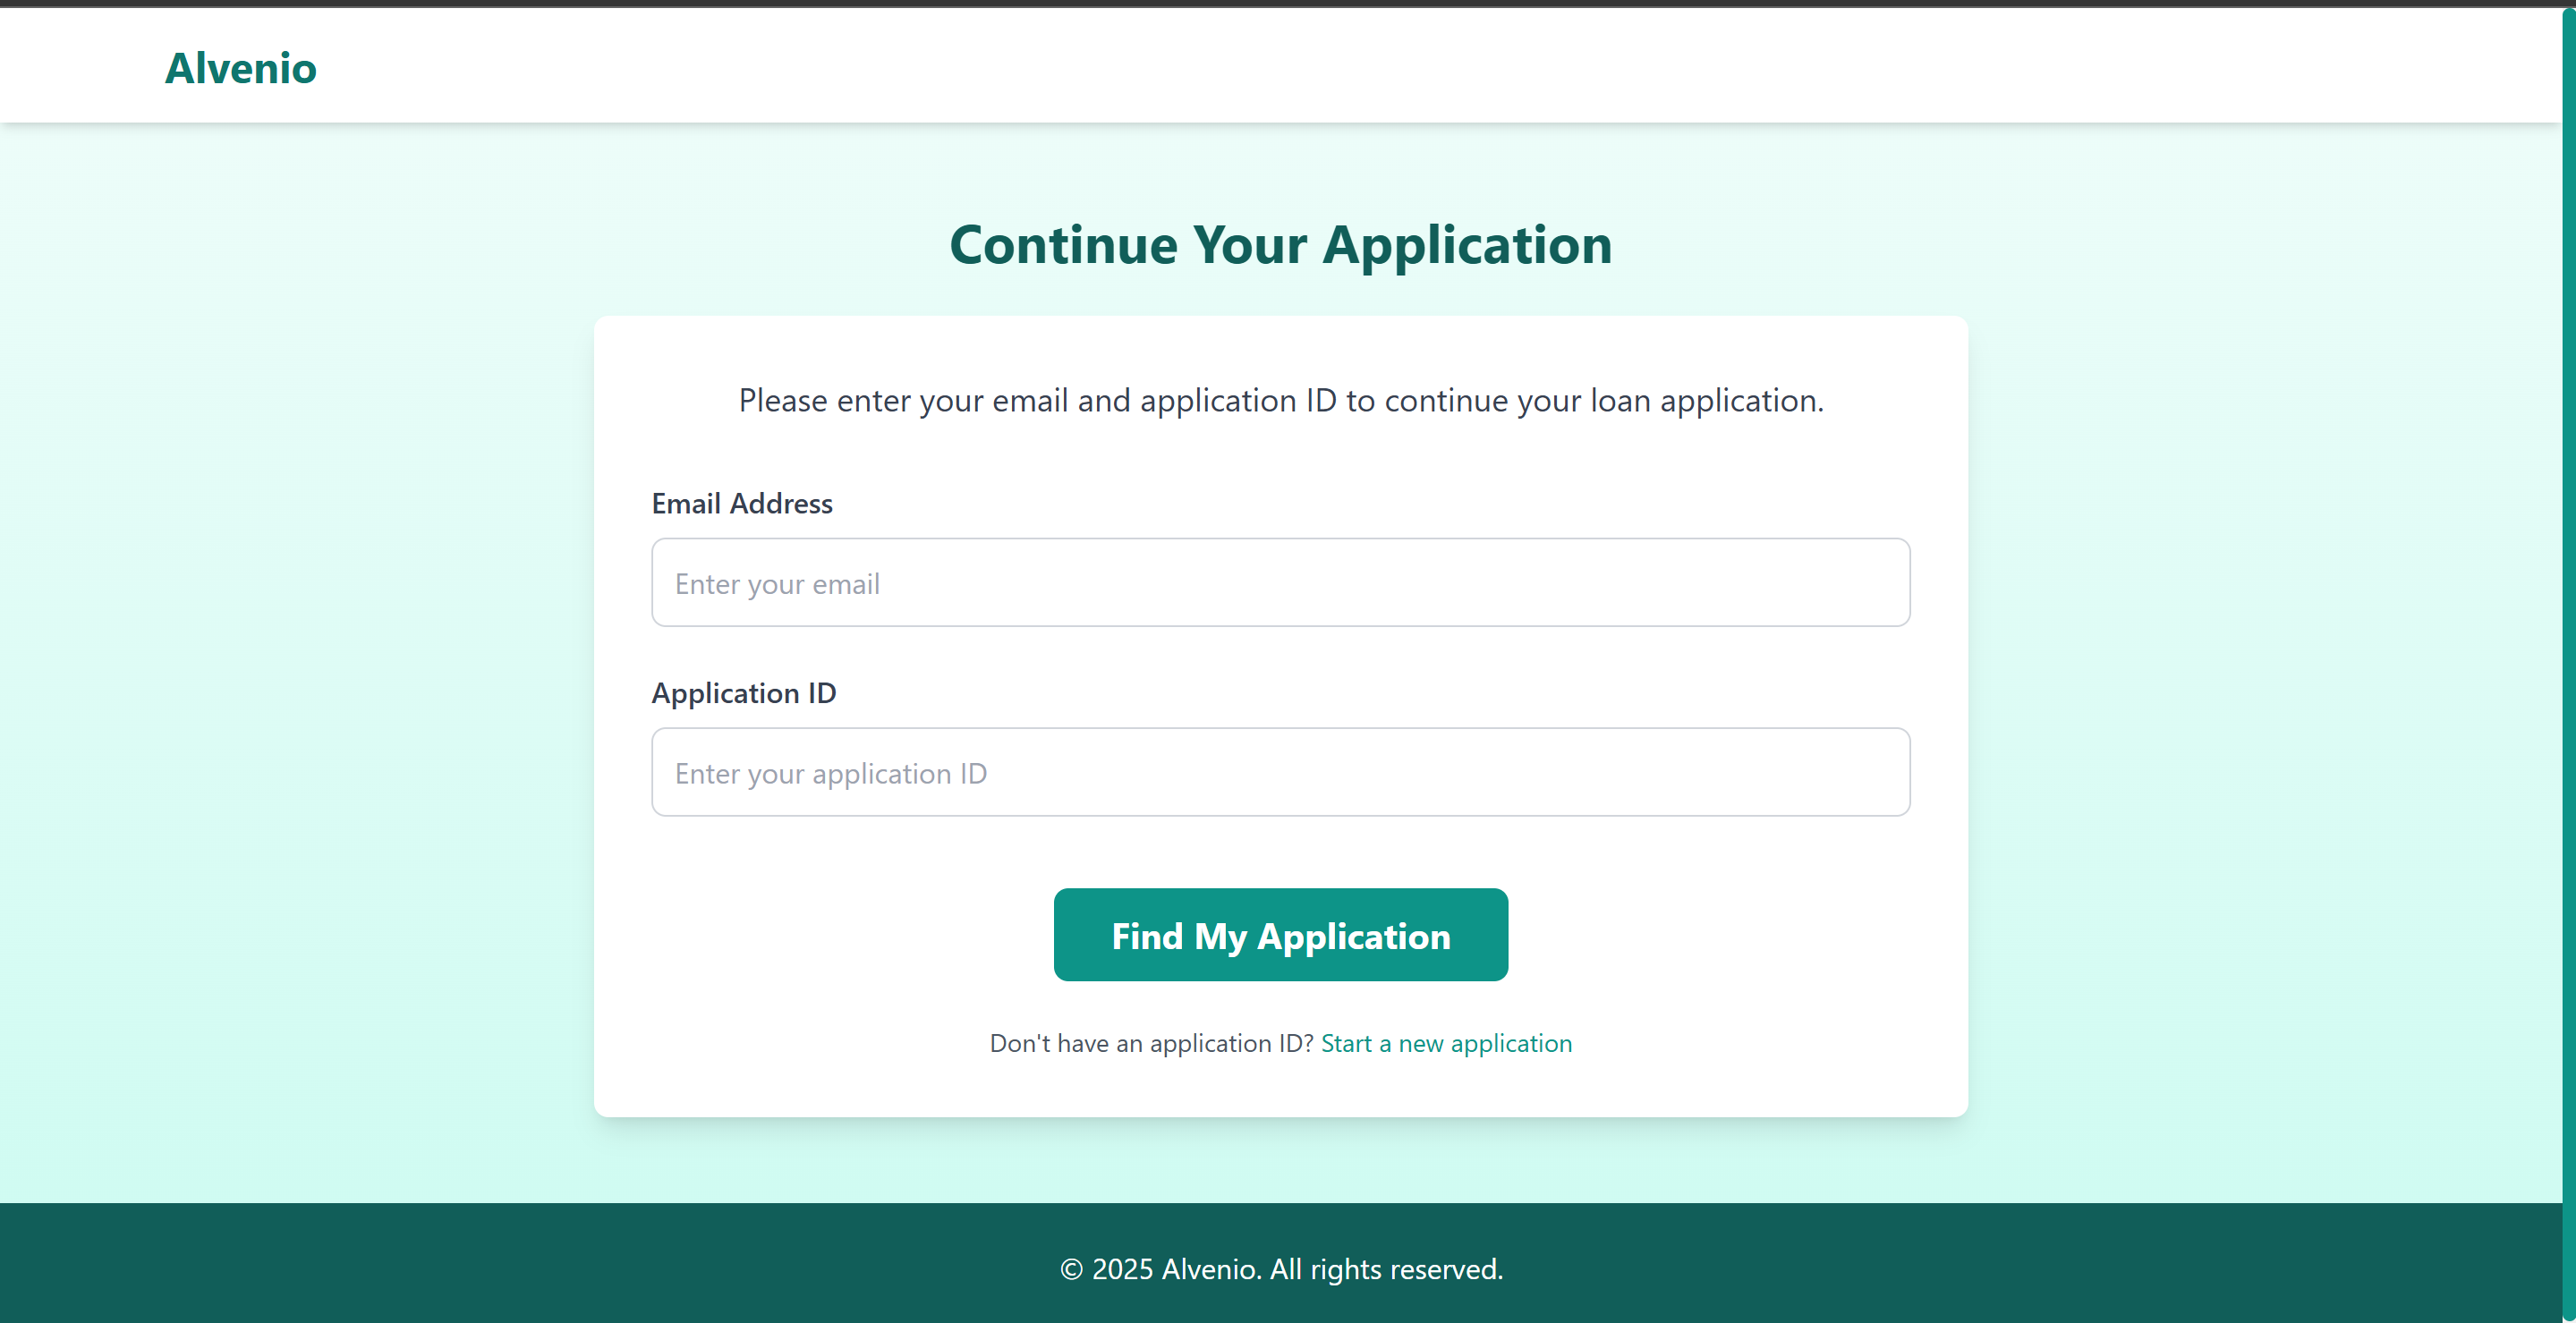 Alvenio
Continue Your Application
Please enter your email and application ID to continue your loan application.
Email Address
Enter your email
Application ID
Enter your application ID
Find My Application
Don't have an application ID? Start a new application
© 2025 Alvenio. All rights reserved.